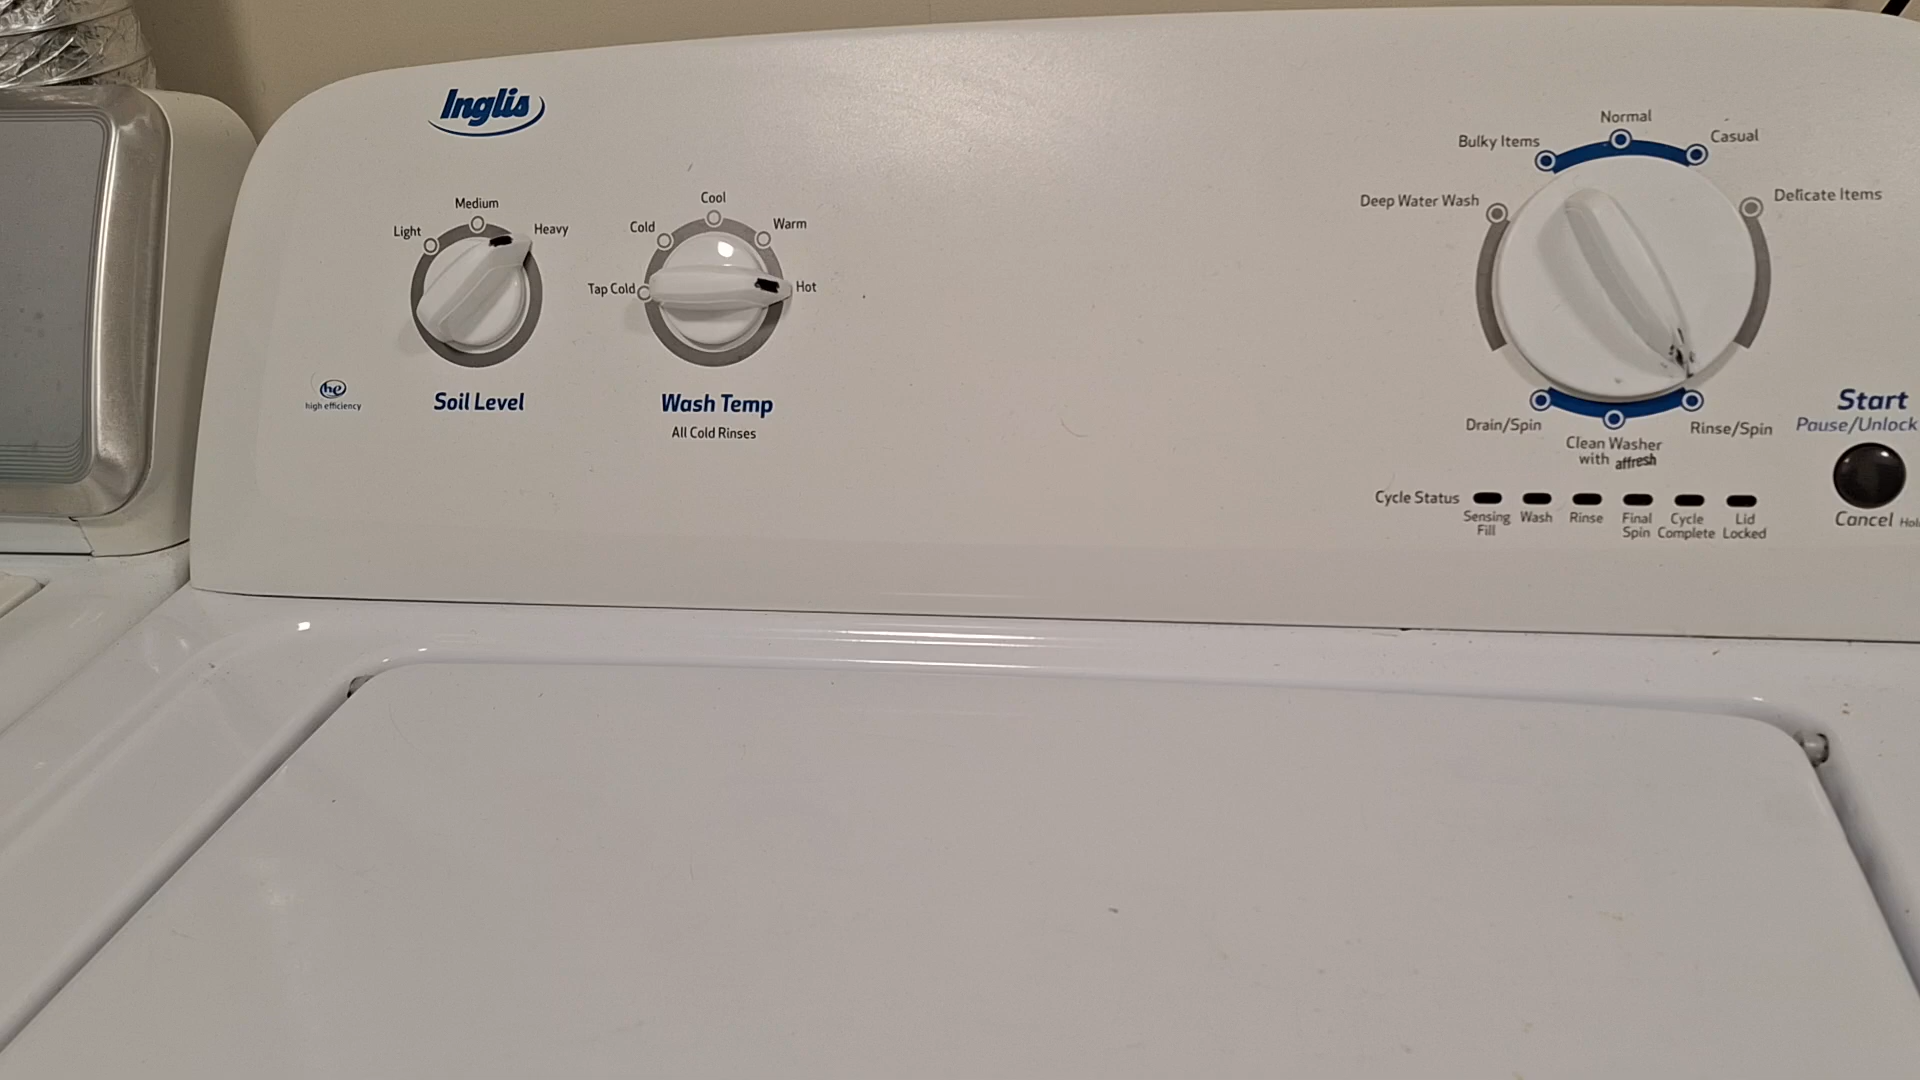 Inglis
Light
Medium
Heavy
Soil Level
he
high efficiency
Tap Cold
Cold
Cool
Warm
Hot
Wash Temp
All Cold Rinses
Normal
Bulky Items
Casual
Deep Water Wash
Delicate Items
Drain/Spin
Clean Washer
with affresh
Rinse/Spin
Start
Pause/Unlock
Cancel
Cycle Status
Sensing
Fill
Wash
Rinse
Final
Spin
Cycle
Complete
Lid
Locked